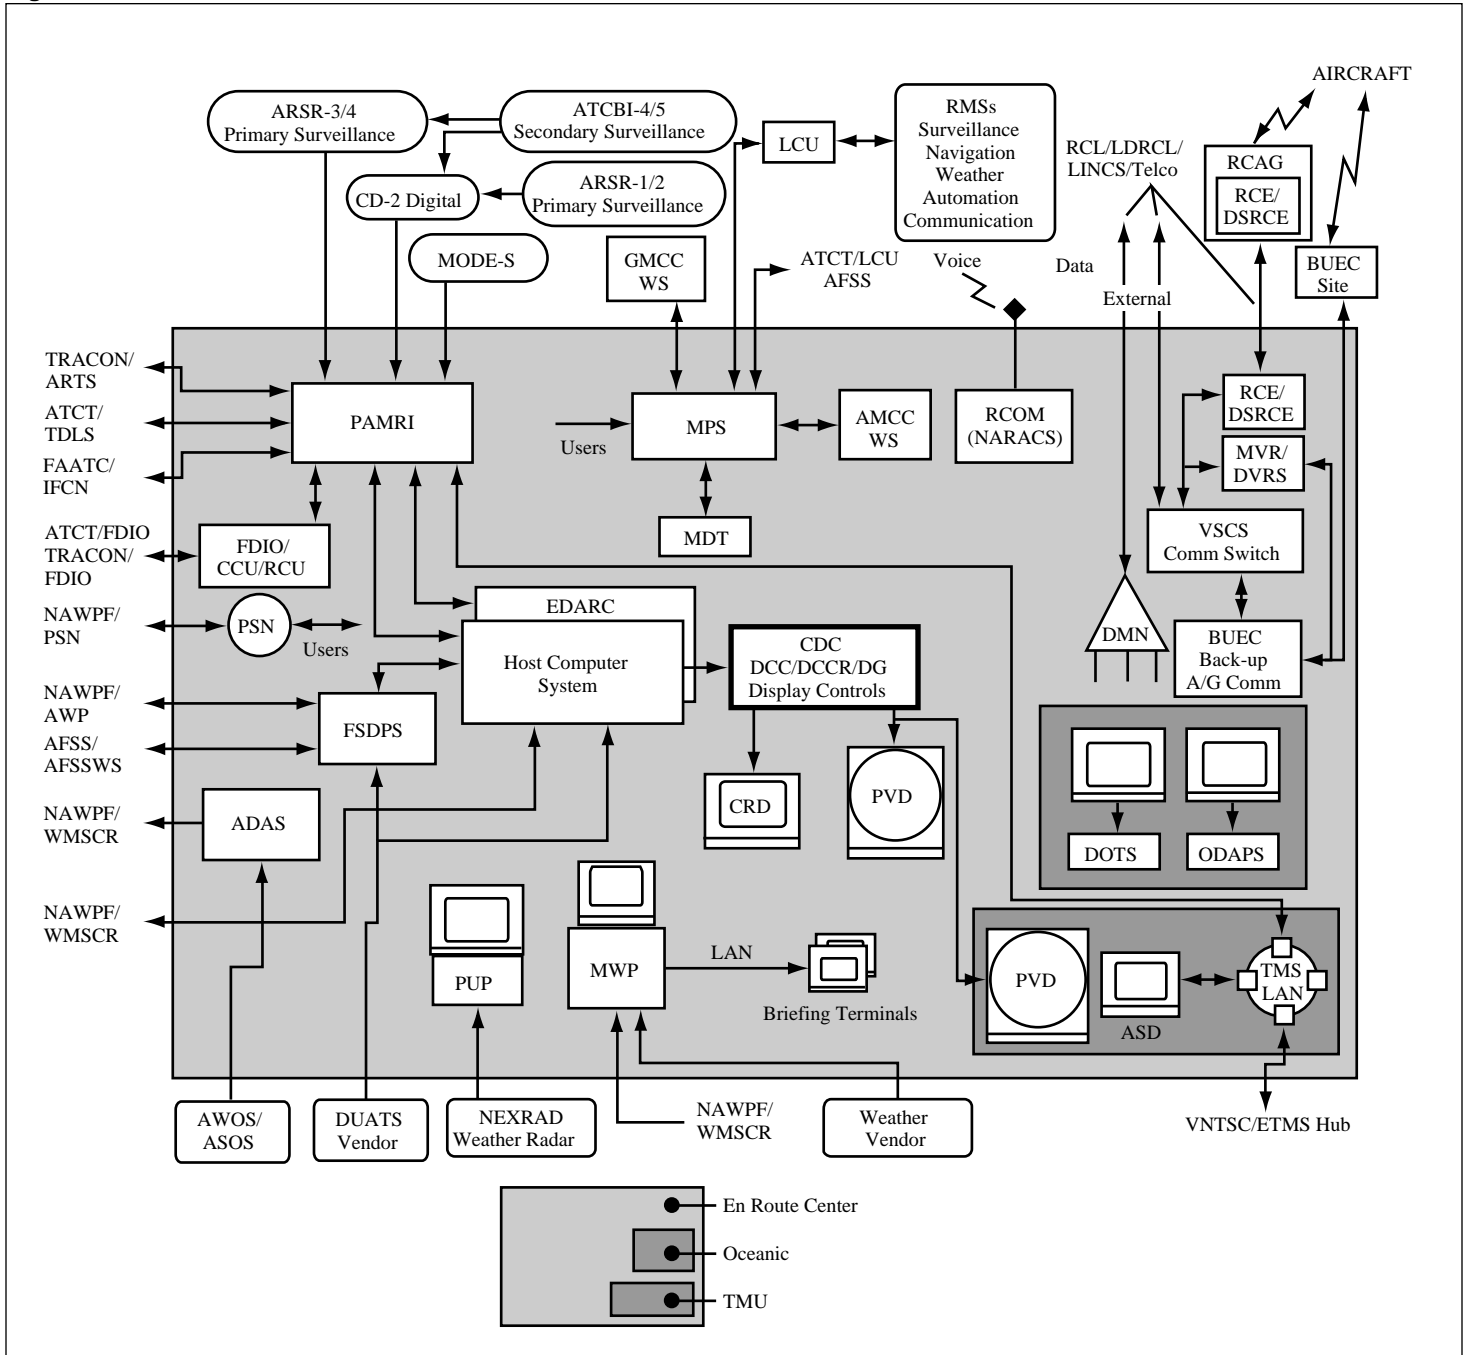 AIRCRAFT
ARSR-3/4
Primary Surveillance
ATCBI-4/5
Secondary Surveillance
LCU
RMSs
Surveillance
Navigation
Weather
Automation
Communication
RCL/LDRCL/
LINCS/Telco
RCAG
RCE/
DSRCE
CD-2 Digital
ARSR-1/2
Primary Surveillance
MODE-S
GMCC
WS
ATCT/LCU
AFSS
Voice
Data
External
BUEC
Site
TRACON/
ARTS
ATCT/
TDLS
FAATC/
IFCN
PAMRI
Users
MPS
AMCC
WS
RCOM
(NARACS)
RCE/
DSRCE
MVR/
DVRS
ATCT/FDIO
TRACON/
FDIO
FDIO/
CCU/RCU
MDT
VSCS
Comm Switch
NAWPF/
PSN
PSN
Users
EDARC
Host Computer
System
CDC
DCC/DCCR/DG
Display Controls
DMN
BUEC
Back-up
A/G Comm
NAWPF/
AWP
AFSS/
AFSSWS
FSDPS
NAWPF/
WMSCR
ADAS
CRD
PVD
DOTS
ODAPS
NAWPF/
WMSCR
PUP
MWP
LAN
Briefing Terminals
PVD
ASD
TMS
LAN
AWOS/
ASOS
DUATS
Vendor
NEXRAD
Weather Radar
NAWPF/
WMSCR
Weather
Vendor
VNTSC/ETMS Hub
En Route Center
Oceanic
TMU